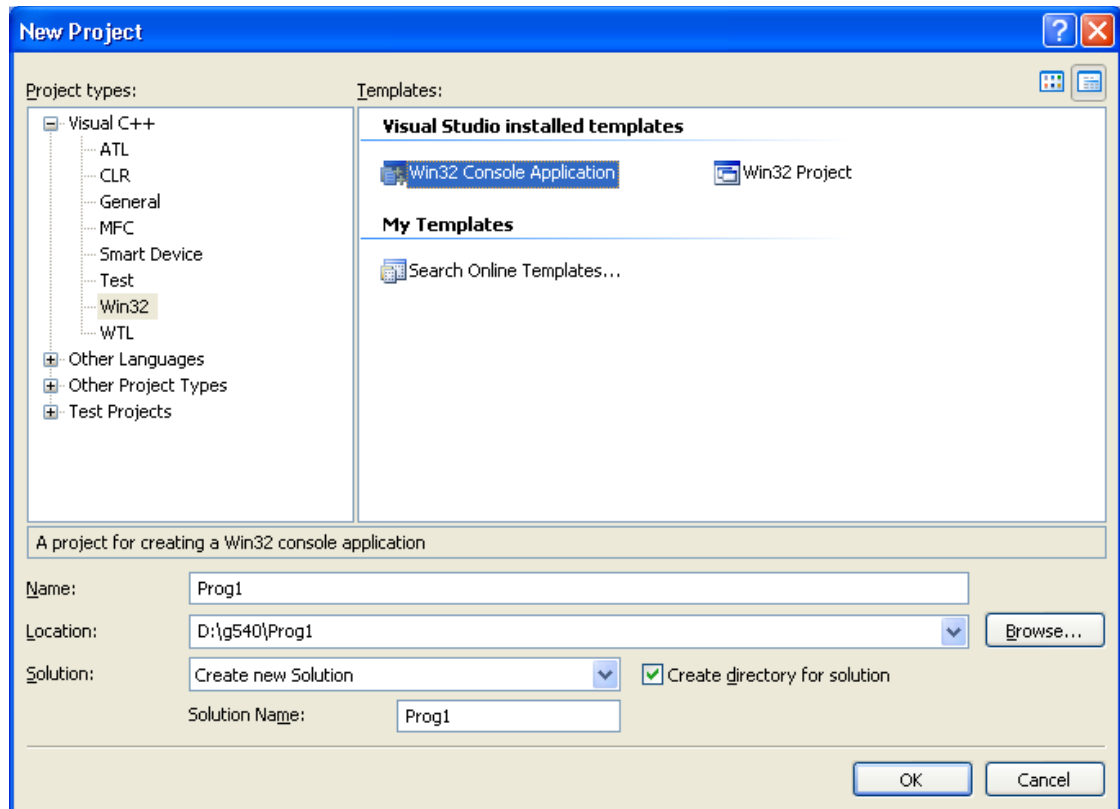 New Project
Project types:
Templates:
Visual C++
ATL
CLR
General
MFC
Smart Device
Test
Win32
WTL
Other Languages
Other Project Types
Test Projects
Visual Studio installed templates
Win32 Console Application
Win32 Project
My Templates
Search Online Templates...
A project for creating a Win32 console application
Name:
Prog1
Location:
D:\g540\Prog1
Browse...
Solution:
Create new Solution
Create directory for solution
Solution Name:
Prog1
OK
Cancel